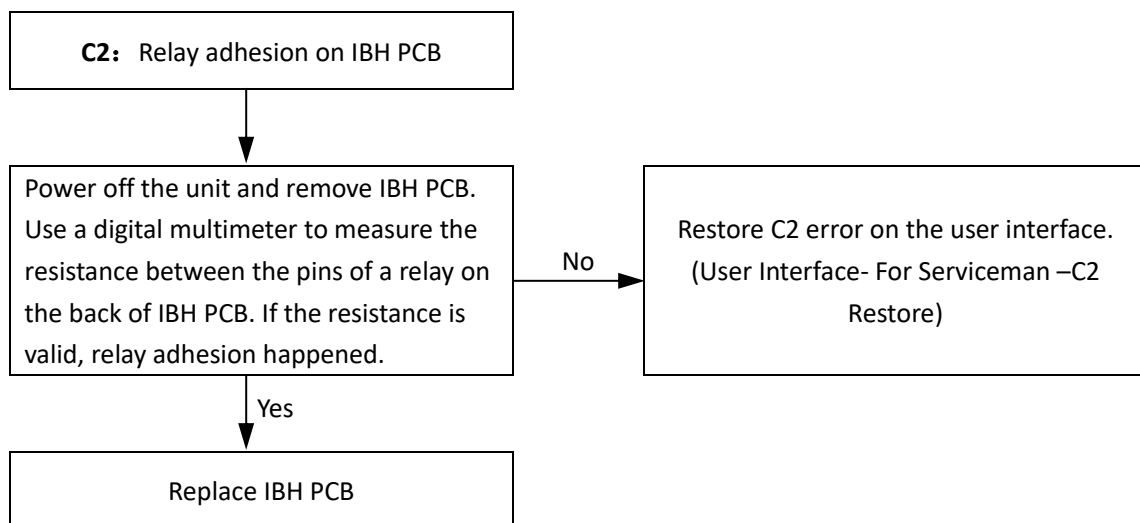 C2： Relay adhesion on IBH PCB
Power off the unit and remove IBH PCB.
Use a digital multimeter to measure the
resistance between the pins of a relay on
the back of IBH PCB. If the resistance is
valid, relay adhesion happened.
No
Restore C2 error on the user interface.
(User Interface- For Serviceman –C2
Restore)
Yes
Replace IBH PCB